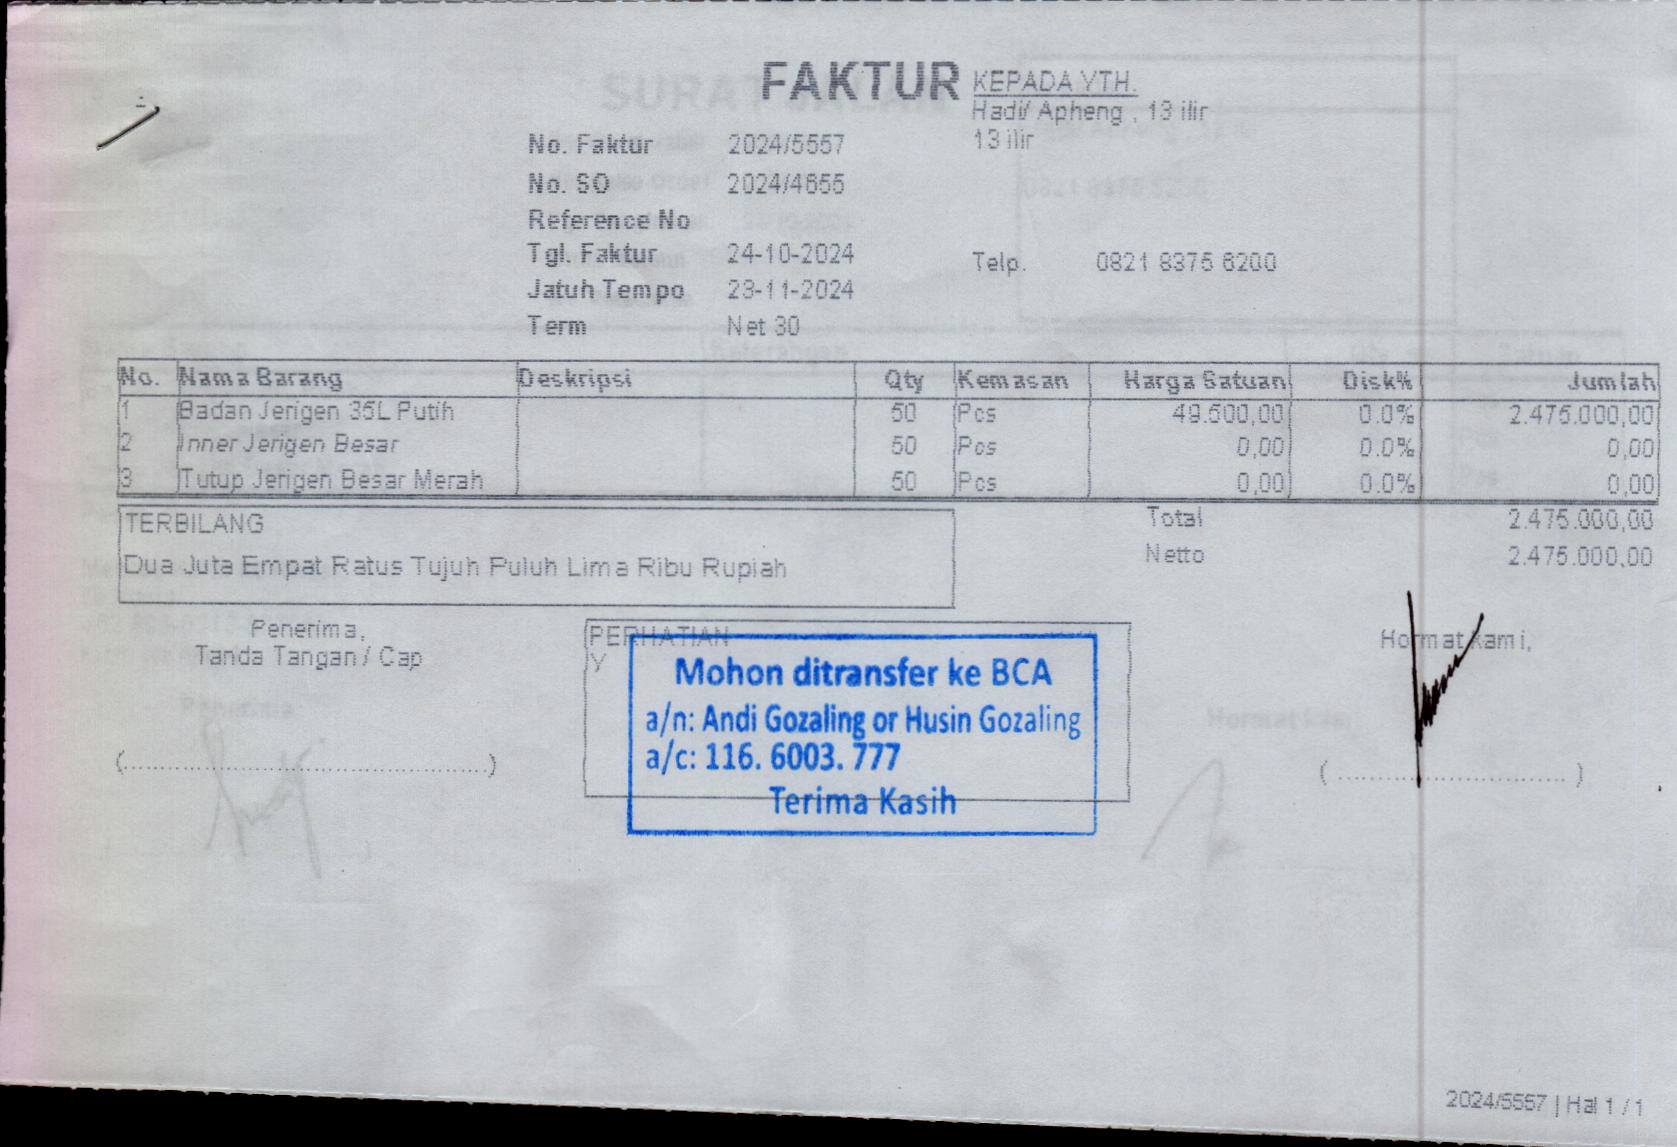 FAKTUR
KEPADA YTH.
Hadi/ Apheng , 13 ilir
13 ilir
No. Faktur 2024/5557
No. SO 2024/4655
Reference No
Tgl. Faktur 24-10-2024
Telp. 0821 8375 6200
Jatuh Tempo 23-11-2024
Term Net 30
No. Nama Barang Deskripsi Qty Kemasan Harga Satuan Disk% Jumlah
1 Badan Jerigen 35L Putih 50 Pcs 49.500,00 0.0% 2.475.000,00
2 Inner Jerigen Besar 50 Pcs 0,00 0.0% 0,00
3 Tutup Jerigen Besar Merah 50 Pcs 0,00 0.0% 0,00
TERBILANG
Dua Juta Empat Ratus Tujuh Puluh Lima Ribu Rupiah
Total 2.475.000,00
Netto 2.475.000,00
Penerima,
Tanda Tangan / Cap
PERHATIAN
Y
Mohon ditransfer ke BCA
a/n: Andi Gozaling or Husin Gozaling
a/c: 116. 6003. 777
Terima Kasih
Hormat Kami,
2024/5557 | Hal 1 / 1